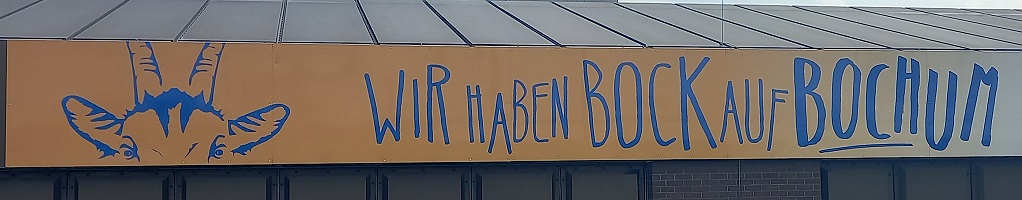 WIR HABEN BOCK AUF BOCHUM